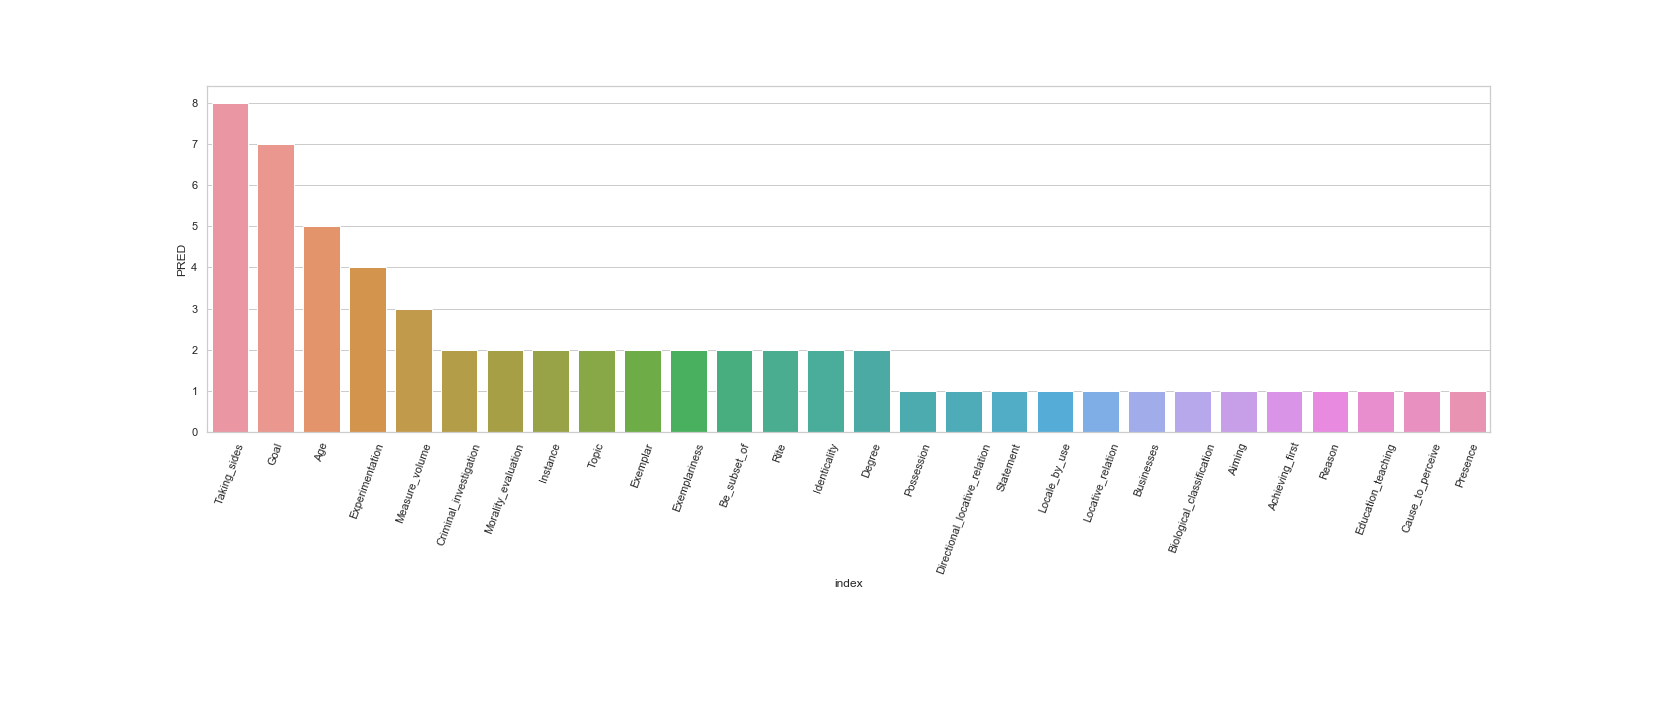 8
7
6
5
4
3
2
1
0
PRED
Taking_sides
Goal
Age
Experimentation
Measure_volume
Criminal_investigation
Morality_evaluation
Instance
Topic
Exemplar
Exemplariness
Be_subset_of
Rite
Identicality
Degree
Possession
Directional_locative_relation
Statement
Locale_by_use
Locative_relation
Businesses
Biological_classification
Aiming
Achieving_first
Reason
Education_teaching
Cause_to_perceive
Presence
index